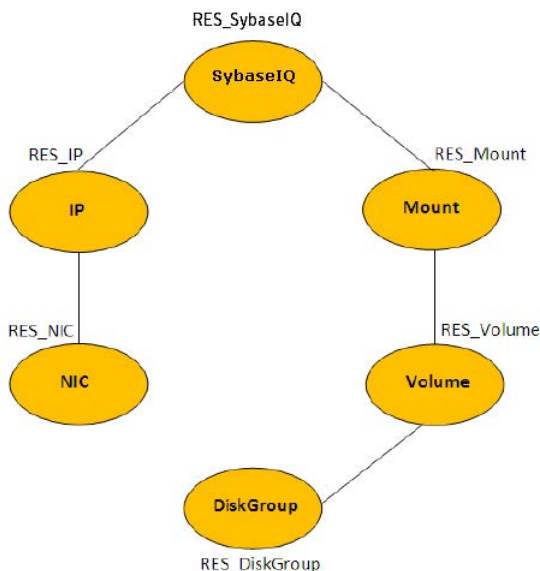 RES_SybaseIQ
SybaseIQ
RES_IP
RES_Mount
IP
Mount
RES_NIC
RES_Volume
NIC
Volume
DiskGroup
RES_DiskGroup